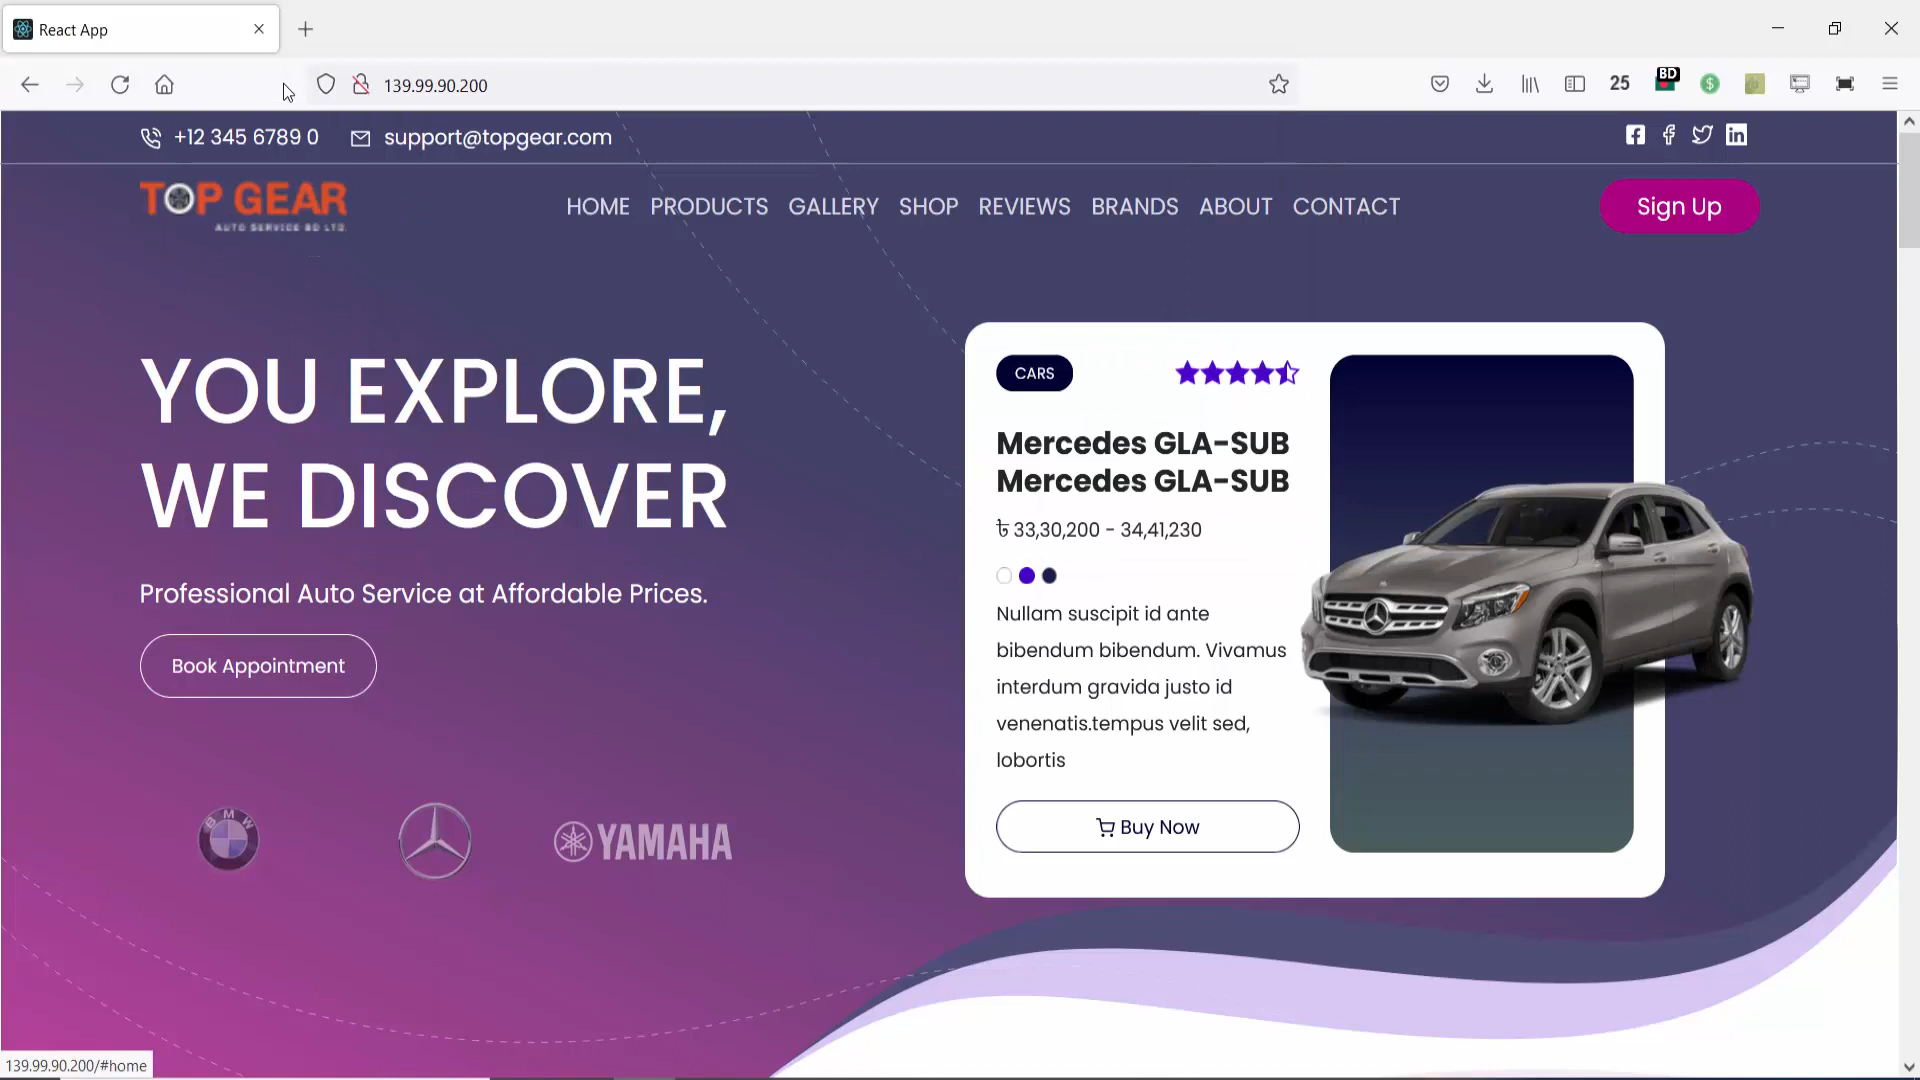 React App
139.99.90.200
25
BD
+12 345 6789 0
support@topgear.com
TOP GEAR
AUTO SERVICE BD LTD.
HOME PRODUCTS GALLERY SHOP REVIEWS BRANDS ABOUT CONTACT
Sign Up
YOU EXPLORE,
WE DISCOVER
Professional Auto Service at Affordable Prices.
Book Appointment
BMW
YAMAHA
CARS
Mercedes GLA-SUB
Mercedes GLA-SUB
৳ 33,30,200 - 34,41,230
Nullam suscipit id ante
bibendum bibendum. Vivamus
interdum gravida justo id
venenatis.tempus velit sed,
lobortis
Buy Now
139.99.90.200/#home